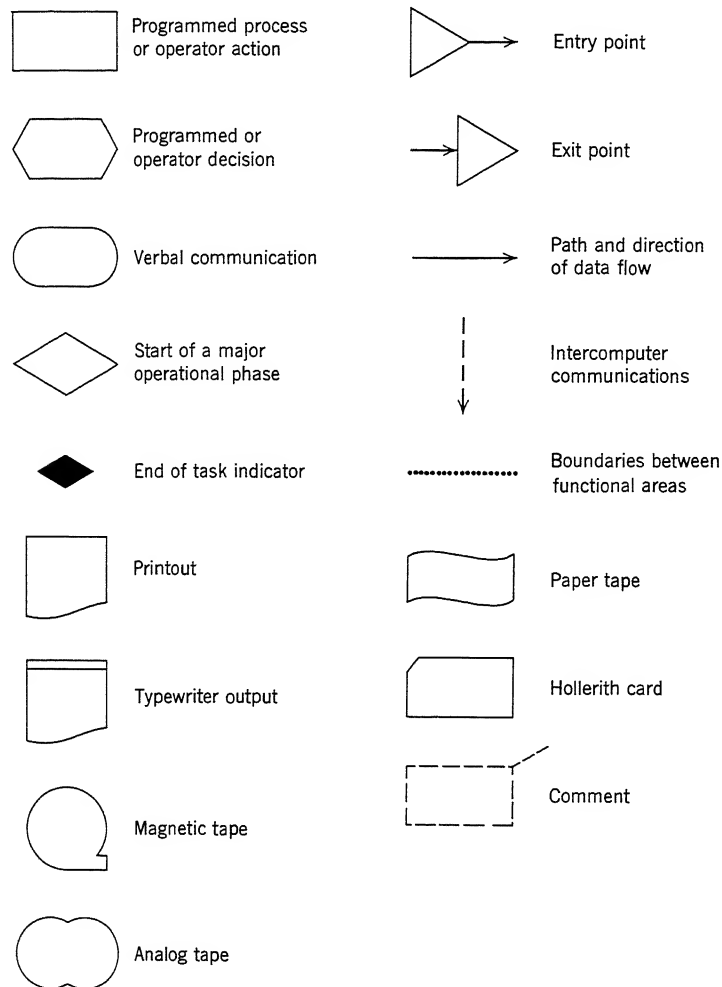 Programmed process
or operator action
Programmed or
operator decision
Verbal communication
Start of a major
operational phase
End of task indicator
Printout
Typewriter output
Magnetic tape
Analog tape
Entry point
Exit point
Path and direction
of data flow
Intercomputer
communications
Boundaries between
functional areas
Paper tape
Hollerith card
Comment